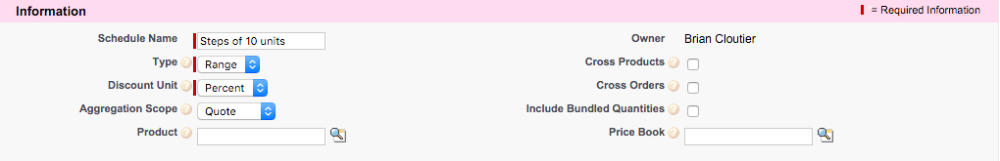 Information
= Required Information
Schedule Name Steps of 10 units Owner Brian Cloutier
Type ? Range Cross Products ?
Discount Unit ? Percent Cross Orders ?
Aggregation Scope ? Quote Include Bundled Quantities ?
Product ? Price Book ?